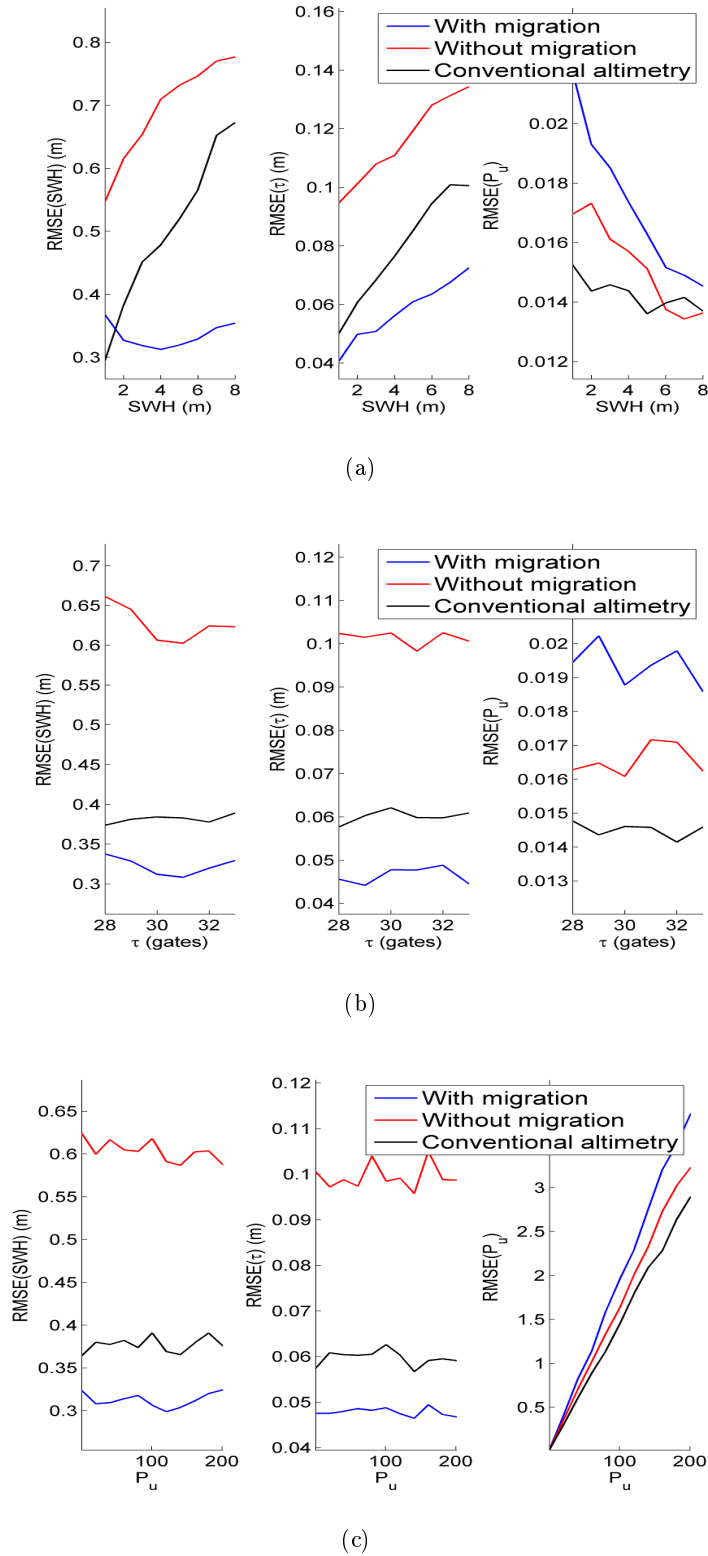 With migration
Without migration
Conventional altimetry
RMSE(SWH) (m)
0.8
0.7
0.6
0.5
0.4
0.3
2 4 6 8
SWH (m)
RMSE(τ) (m)
0.16
0.14
0.12
0.1
0.08
0.06
0.04
2 4 6 8
SWH (m)
RMSE(Pu)
0.02
0.018
0.016
0.014
0.012
2 4 6 8
SWH (m)
(a)
With migration
Without migration
Conventional altimetry
RMSE(SWH) (m)
0.7
0.65
0.6
0.55
0.5
0.45
0.4
0.35
0.3
28 30 32
τ (gates)
RMSE(τ) (m)
0.12
0.11
0.1
0.09
0.08
0.07
0.06
0.05
0.04
28 30 32
τ (gates)
RMSE(Pu)
0.02
0.019
0.018
0.017
0.016
0.015
0.014
0.013
28 30 32
τ (gates)
(b)
With migration
Without migration
Conventional altimetry
RMSE(SWH) (m)
0.65
0.6
0.55
0.5
0.45
0.4
0.35
0.3
100 200
Pu
RMSE(τ) (m)
0.12
0.11
0.1
0.09
0.08
0.07
0.06
0.05
0.04
100 200
Pu
RMSE(Pu)
3
2.5
2
1.5
1
0.5
100 200
Pu
(c)